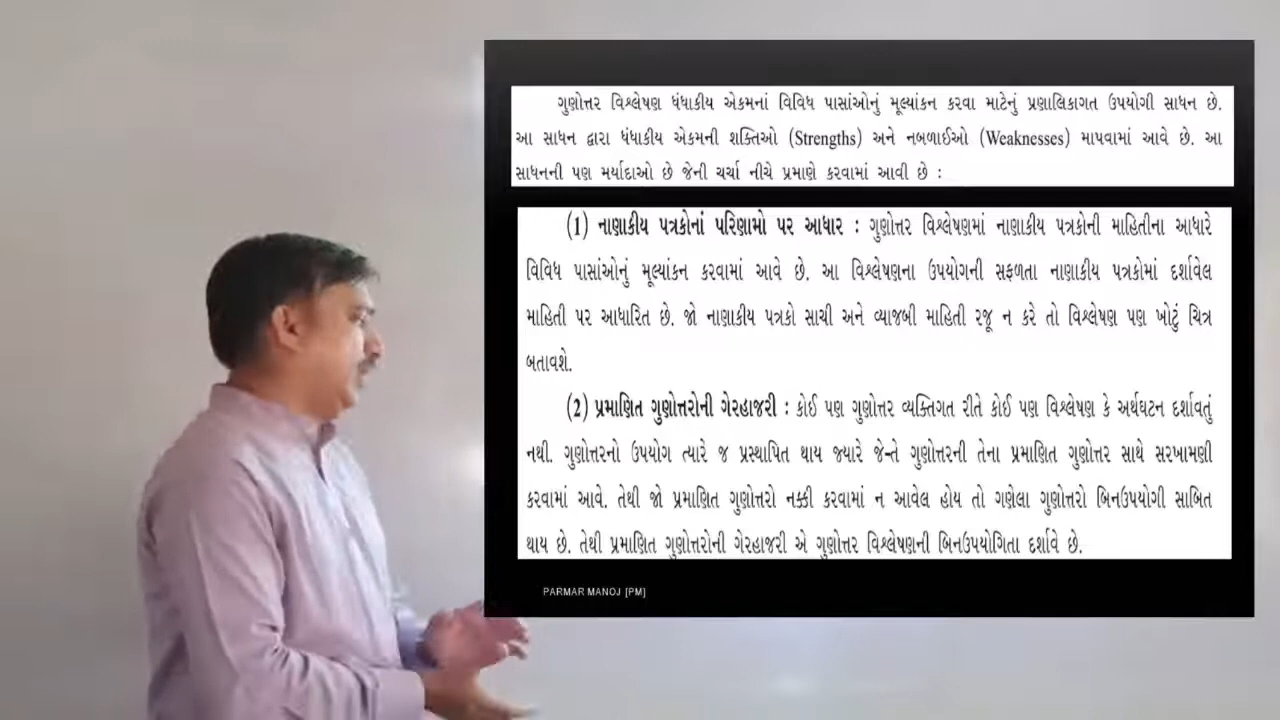 ગુણોત્તર વિશ્લેષણ ધંધાકીય એકમનાં વિવિધ પાસાંઓનું મૂલ્યાંકન કરવા માટેનું પ્રણાલિકાગત ઉપયોગી સાધન છે.
આ સાધન દ્વારા ધંધાકીય એકમની શક્તિઓ (Strengths) અને નબળાઈઓ (Weaknesses) માપવામાં આવે છે. આ
સાધનની પણ મર્યાદાઓ છે જેની ચર્ચા નીચે પ્રમાણે કરવામાં આવી છે :
(1) નાણાકીય પત્રકોનાં પરિણામો પર આધાર : ગુણોત્તર વિશ્લેષણમાં નાણાકીય પત્રકોની માહિતીના આધારે
વિવિધ પાસાંઓનું મૂલ્યાંકન કરવામાં આવે છે. આ વિશ્લેષણના ઉપયોગની સફળતા નાણાકીય પત્રકોમાં દર્શાવેલ
માહિતી પર આધારિત છે. જો નાણાકીય પત્રકો સાચી અને વ્યાજબી માહિતી રજૂ ન કરે તો વિશ્લેષણ પણ ખોટું ચિત્ર
બતાવશે.
(2) પ્રમાણિત ગુણોત્તરોની ગેરહાજરી : કોઈ પણ ગુણોત્તર વ્યક્તિગત રીતે કોઈ પણ વિશ્લેષણ કે અર્થઘટન દર્શાવતું
નથી. ગુણોત્તરનો ઉપયોગ ત્યારે જ પ્રસ્થાપિત થાય જ્યારે જે-તે ગુણોત્તરની તેના પ્રમાણિત ગુણોત્તર સાથે સરખામણી
કરવામાં આવે. તેથી જો પ્રમાણિત ગુણોત્તરો નક્કી કરવામાં ન આવેલ હોય તો ગણેલા ગુણોત્તરો બિનઉપયોગી સાબિત
થાય છે. તેથી પ્રમાણિત ગુણોત્તરોની ગેરહાજરી એ ગુણોત્તર વિશ્લેષણની બિનઉપયોગિતા દર્શાવે છે.
PARMAR MANOJ [PM]